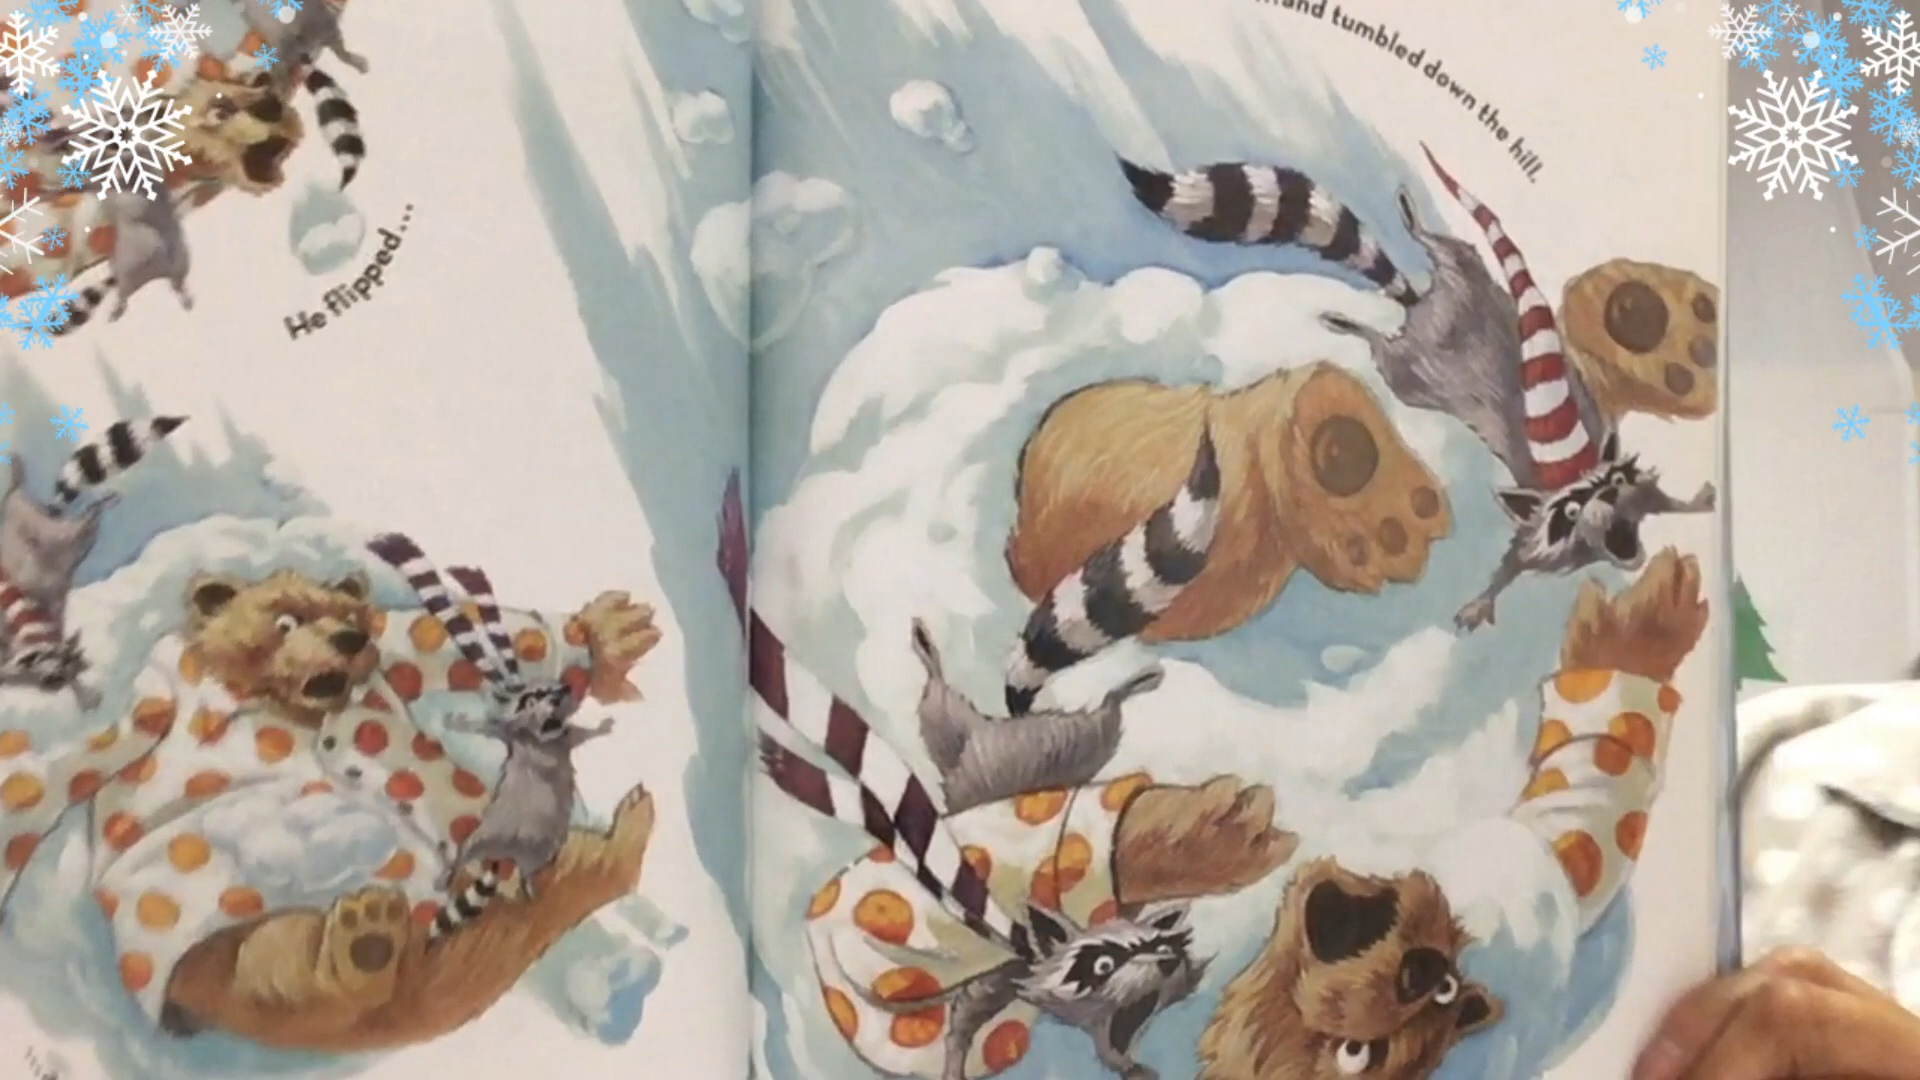 He flipped...
and tumbled down the hill.